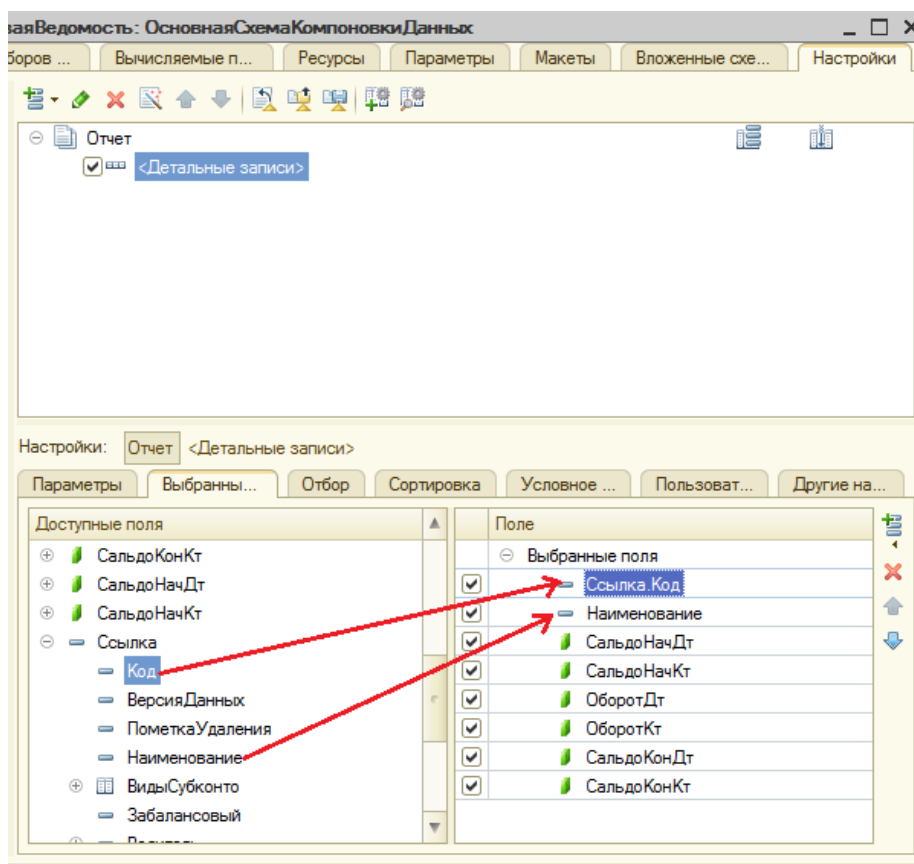 ваяВедомость: ОсновнаяСхемаКомпоновкиДанных
боров ... Вычисляемые п... Ресурсы Параметры Макеты Вложенные схе... Настройки
Отчет
<Детальные записи>
Настройки: Отчет <Детальные записи>
Параметры Выбранны... Отбор Сортировка Условное ... Пользоват... Другие на...
Доступные поля Поле
СальдоКонКт Выбранные поля
СальдоНачДт Ссылка.Код
СальдоНачКт Наименование
Ссылка СальдоНачДт
Код СальдоНачКт
ВерсияДанных ОборотДт
ПометкаУдаления ОборотКт
Наименование СальдоКонДт
ВидыСубконто СальдоКонКт
Забалансовый